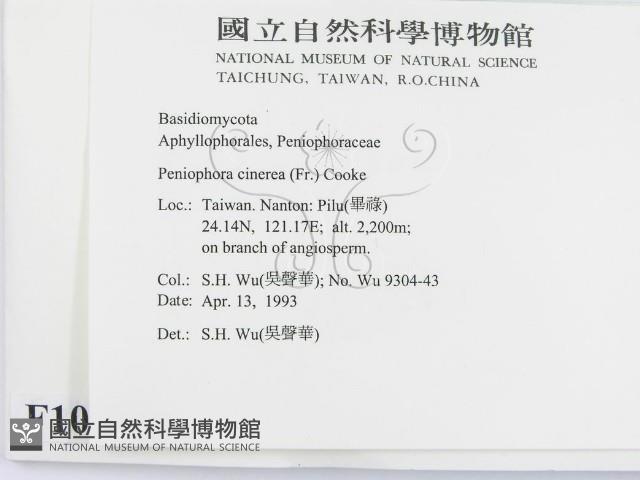 國立自然科學博物館
NATIONAL MUSEUM OF NATURAL SCIENCE
TAICHUNG, TAIWAN, R.O.CHINA
Basidiomycota
Aphyllophorales, Peniophoraceae
Peniophora cinerea (Fr.) Cooke
Loc.: Taiwan. Nanton: Pilu(畢祿)
24.14N, 121.17E; alt. 2,200m;
on branch of angiosperm.
Col.: S.H. Wu(吳聲華); No. Wu 9304-43
Date: Apr. 13, 1993
Det.: S.H. Wu(吳聲華)
F10
國立自然科學博物館
NATIONAL MUSEUM OF NATURAL SCIENCE